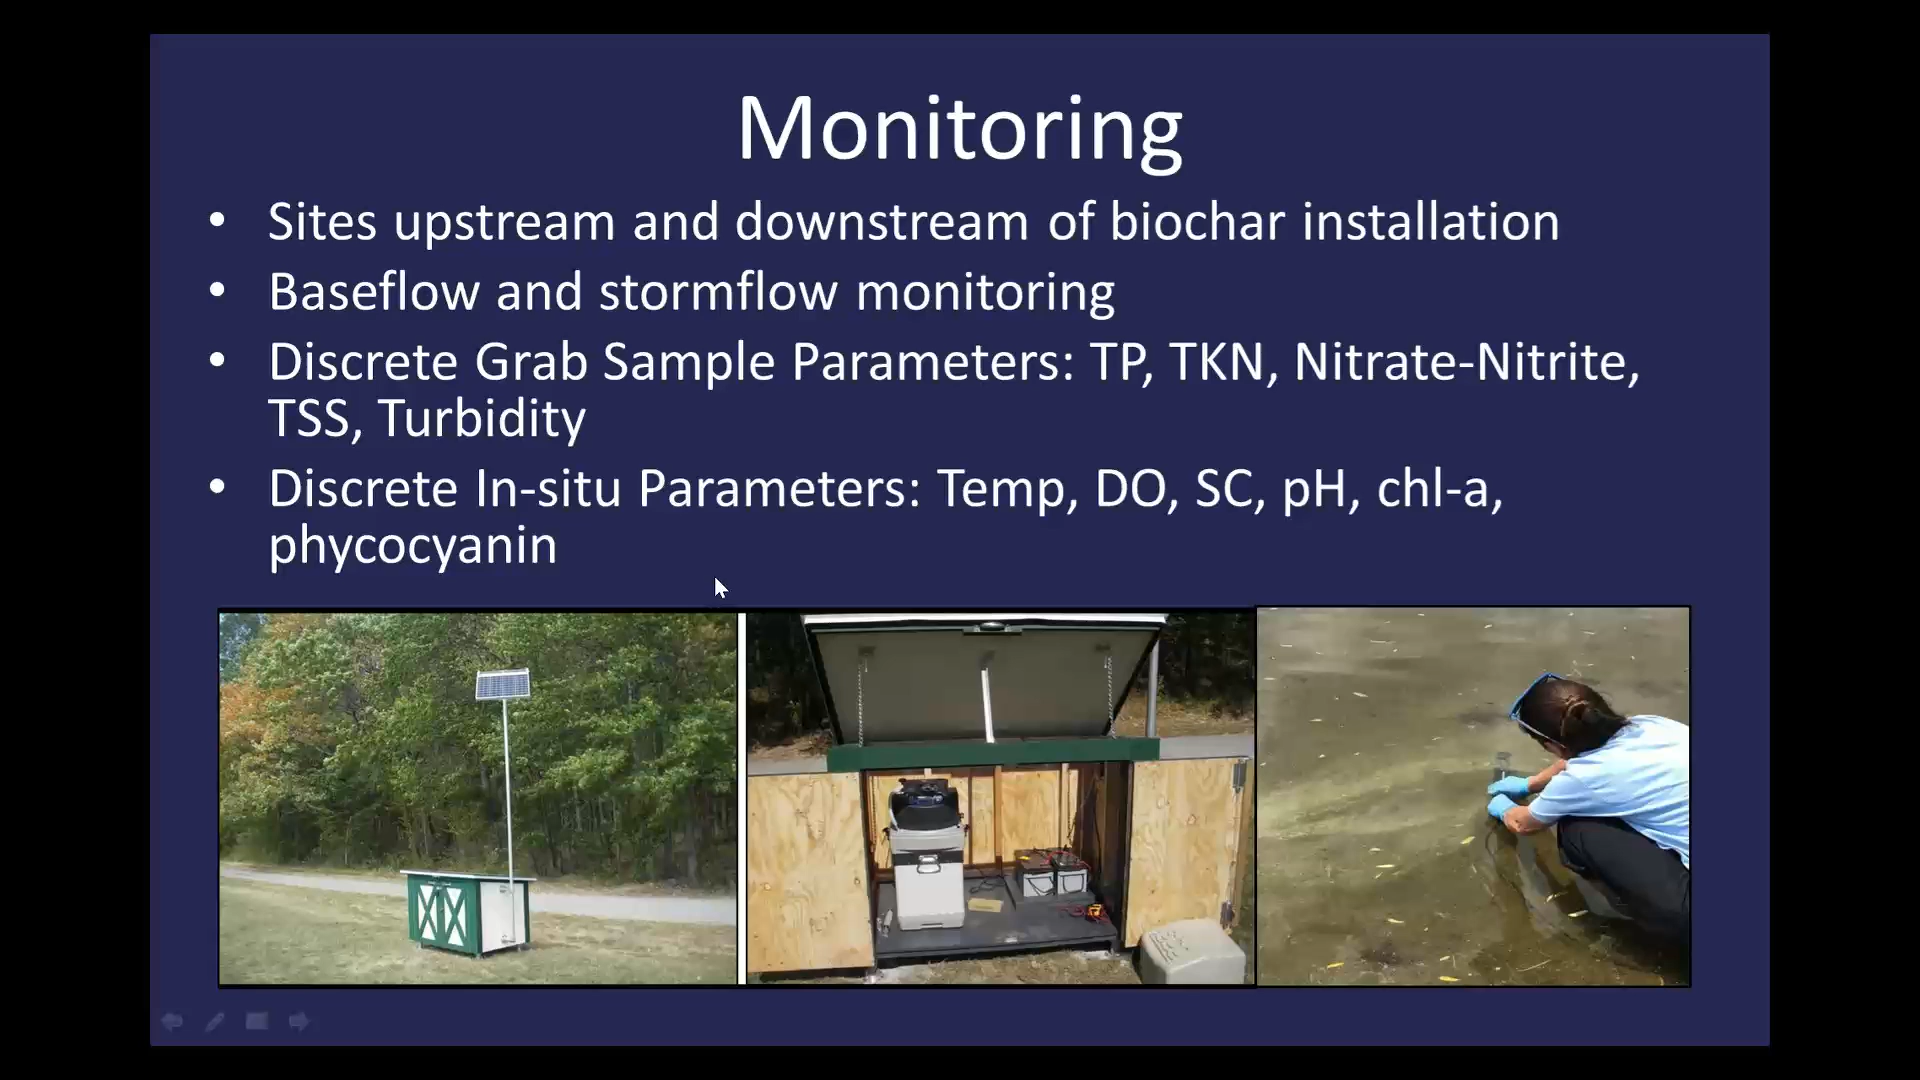 Monitoring
• Sites upstream and downstream of biochar installation
• Baseflow and stormflow monitoring
• Discrete Grab Sample Parameters: TP, TKN, Nitrate-Nitrite,
TSS, Turbidity
• Discrete In-situ Parameters: Temp, DO, SC, pH, chl-a,
phycocyanin